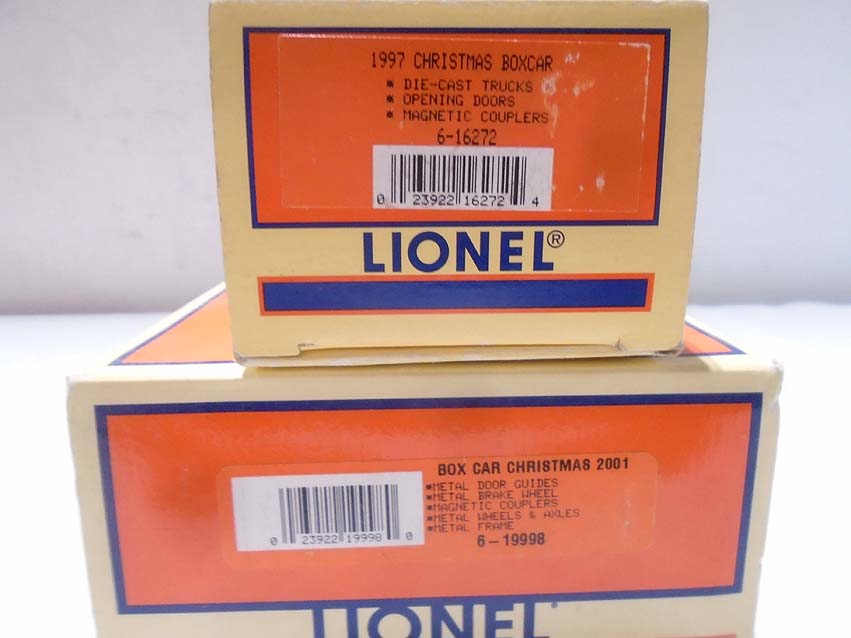 1997 CHRISTMAS BOXCAR
* DIE-CAST TRUCKS
* OPENING DOORS
* MAGNETIC COUPLERS
6-16272
0 23922 16272 4
LIONEL®
BOX CAR CHRISTMAS 2001
*METAL DOOR GUIDES
*METAL BRAKE WHEEL
*MAGNETIC COUPLERS
*METAL WHEELS & AXLES
*METAL FRAME
6-19998
0 23922 19998 0
LIONEL